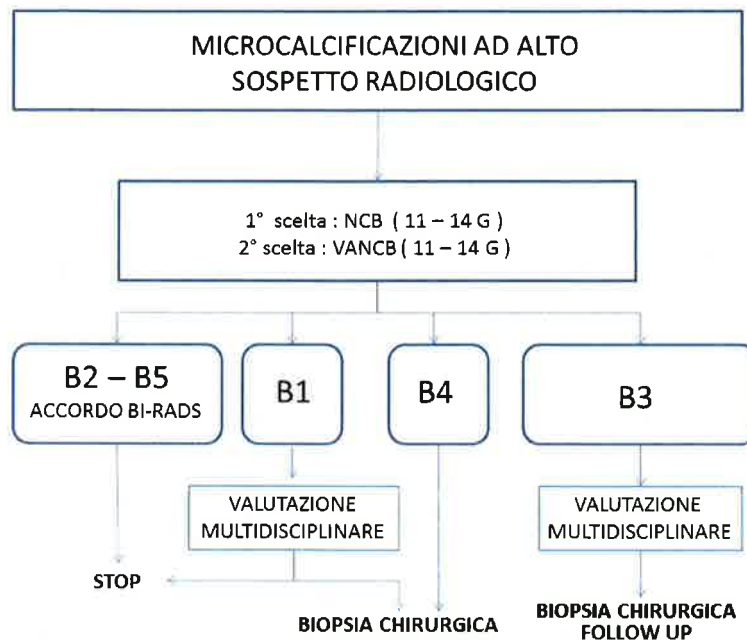 MICROCALCIFICAZIONI AD ALTO
SOSPETTO RADIOLOGICO
1° scelta : NCB ( 11 – 14 G )
2° scelta : VANCB ( 11 – 14 G )
B2 – B5
ACCORDO BI-RADS
B1
B4
B3
VALUTAZIONE
MULTIDISCIPLINARE
VALUTAZIONE
MULTIDISCIPLINARE
STOP
BIOPSIA CHIRURGICA
BIOPSIA CHIRURGICA
FOLLOW UP